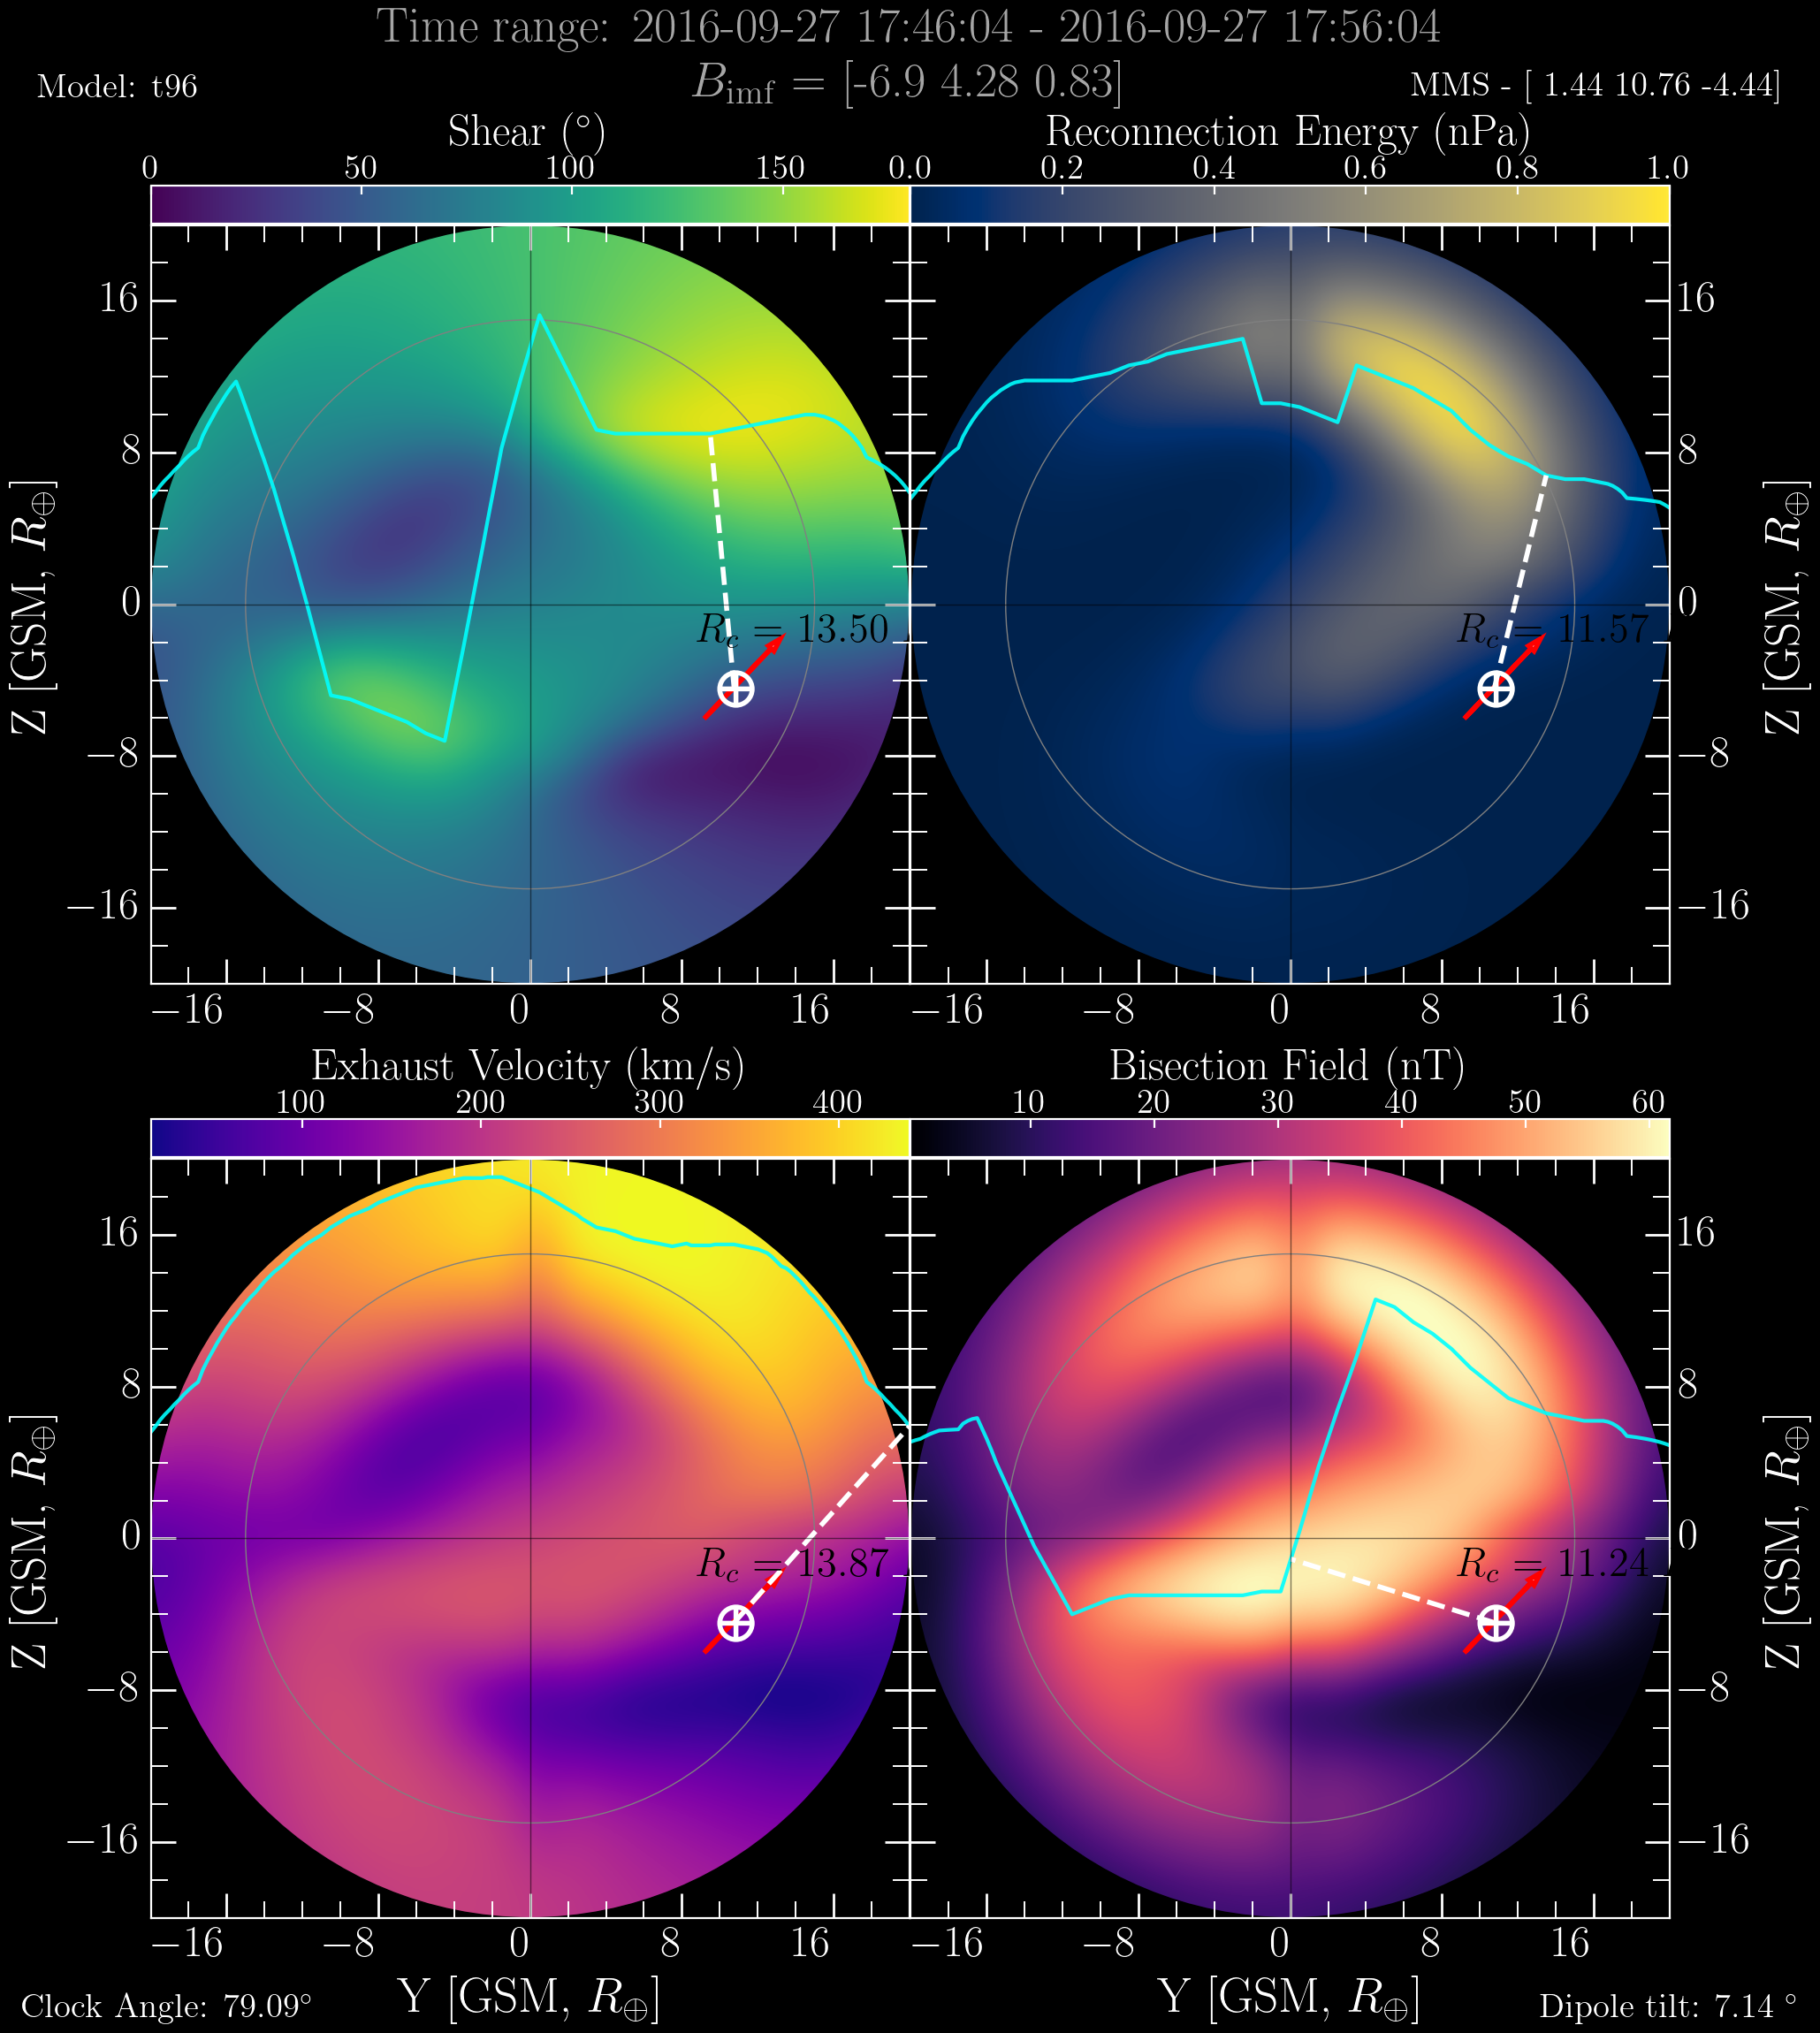 Time range: 2016-09-27 17:46:04 - 2016-09-27 17:56:04
Model: t96
B_imf = [-6.9 4.28 0.83]
MMS - [ 1.44 10.76 -4.44]
Shear (°)
Reconnection Energy (nPa)
0 50 100 150
0.0 0.2 0.4 0.6 0.8 1.0
Z [GSM, R⊕]
16
8
0
−8
−16
R_c = 13.50
−16 −8 0 8 16
R_c = 11.57
16
8
0
−8
−16
Z [GSM, R⊕]
−16 −8 0 8 16
Exhaust Velocity (km/s)
Bisection Field (nT)
100 200 300 400
10 20 30 40 50 60
Z [GSM, R⊕]
16
8
0
−8
−16
R_c = 13.87
−16 −8 0 8 16
Y [GSM, R⊕]
R_c = 11.24
16
8
0
−8
−16
Z [GSM, R⊕]
−16 −8 0 8 16
Y [GSM, R⊕]
Clock Angle: 79.09°
Dipole tilt: 7.14 °